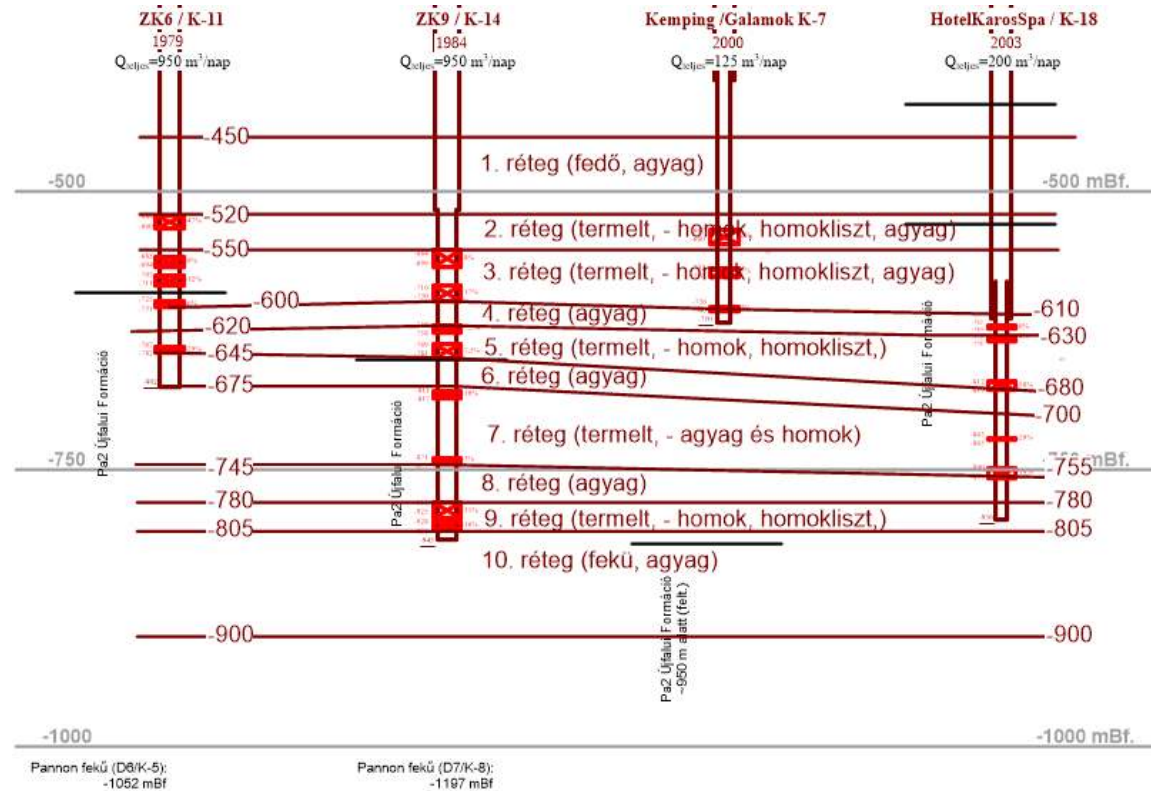 ZK6 / K-11
1979
Qteljes=950 m³/nap
ZK9 / K-14
1984
Qteljes=950 m³/nap
Kemping /Galamok K-7
2000
Qteljes=125 m³/nap
HotelKarosSpa / K-18
2003
Qteljes=200 m³/nap
-450
1. réteg (fedő, agyag)
-500
-500 mBf.
-520
2. réteg (termelt, - homok, homokliszt, agyag)
-550
3. réteg (termelt, - homok, homokliszt, agyag)
-600
-610
4. réteg (agyag)
-620
-630
5. réteg (termelt, - homok, homokliszt,)
-645
6. réteg (agyag)
-675
-680
-700
7. réteg (termelt, - agyag és homok)
-745
-750
-755
mBf.
8. réteg (agyag)
-780
-780
9. réteg (termelt, - homok, homokliszt,)
-805
-805
10. réteg (fekü, agyag)
-900
-900
Pa2 Újfalui Formáció
Pa2 Újfalui Formáció
Pa2 Újfalui Formáció
~950 m alatt (felt.)
Pa2 Újfalui Formáció
-1000
-1000 mBf.
Pannon fekű (D6/K-5):
-1052 mBf
Pannon fekű (D7/K-8):
-1197 mBf